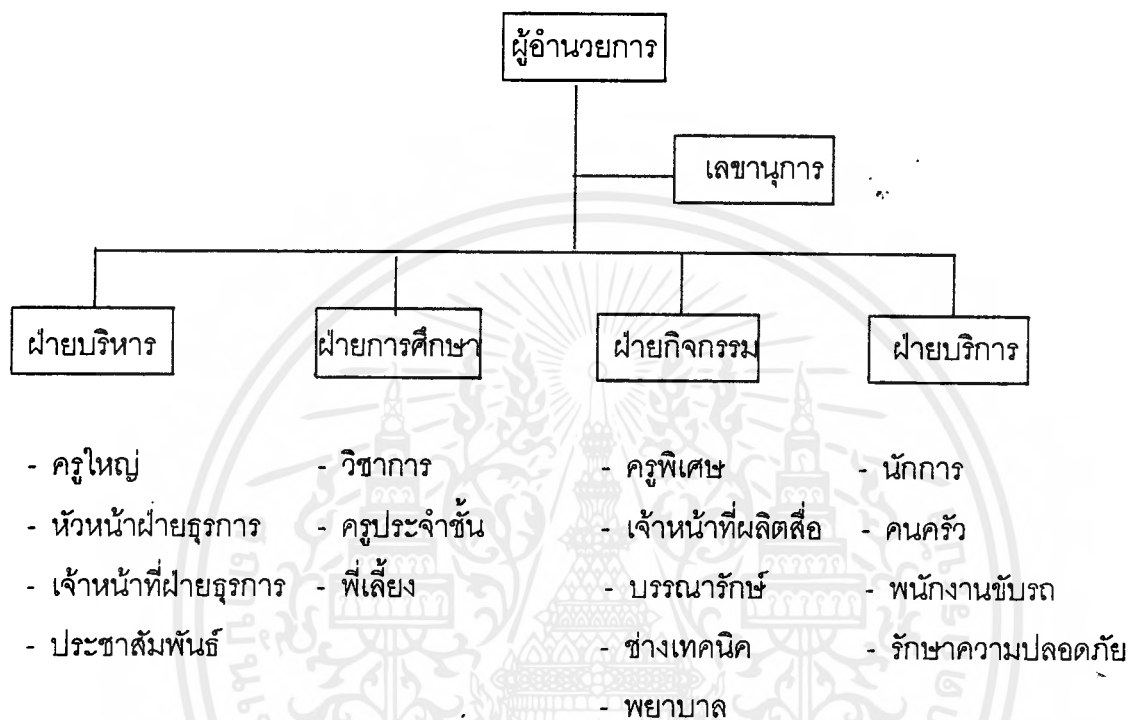 ผู้อำนวยการ
เลขานุการ
ฝ่ายบริหาร
ฝ่ายการศึกษา
ฝ่ายกิจกรรม
ฝ่ายบริการ
- ครูใหญ่
- หัวหน้าฝ่ายธุรการ
- เจ้าหน้าที่ฝ่ายธุรการ
- ประชาสัมพันธ์
- วิชาการ
- ครูประจำชั้น
- พี่เลี้ยง
- ครูพิเศษ
- เจ้าหน้าที่ผลิตสื่อ
- บรรณารักษ์
- ช่างเทคนิค
- พยาบาล
- นักการ
- คนครัว
- พนักงานขับรถ
- รักษาความปลอดภัย